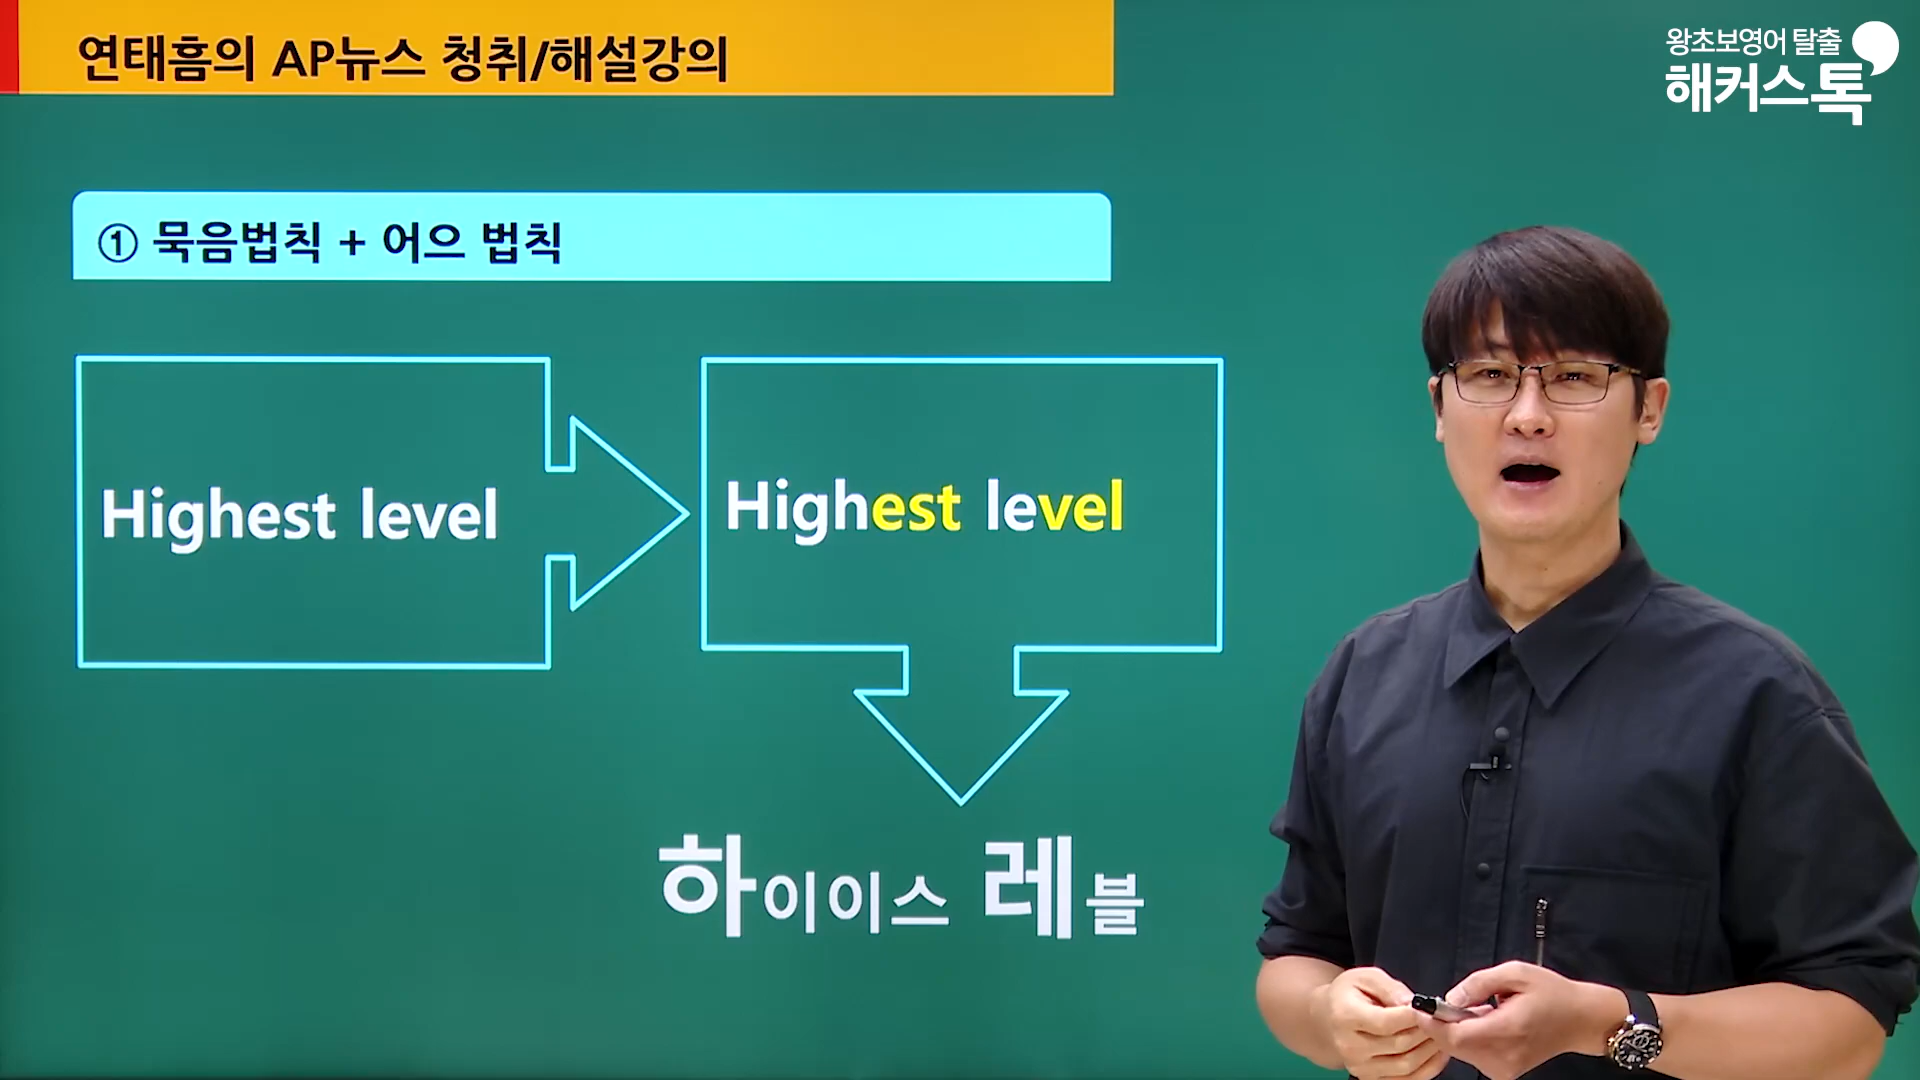 연태흠의 AP뉴스 청취/해설강의
왕초보영어 탈출
해커스톡
① 묵음법칙 + 어으 법칙
Highest level
Highest level
하이이스 레블